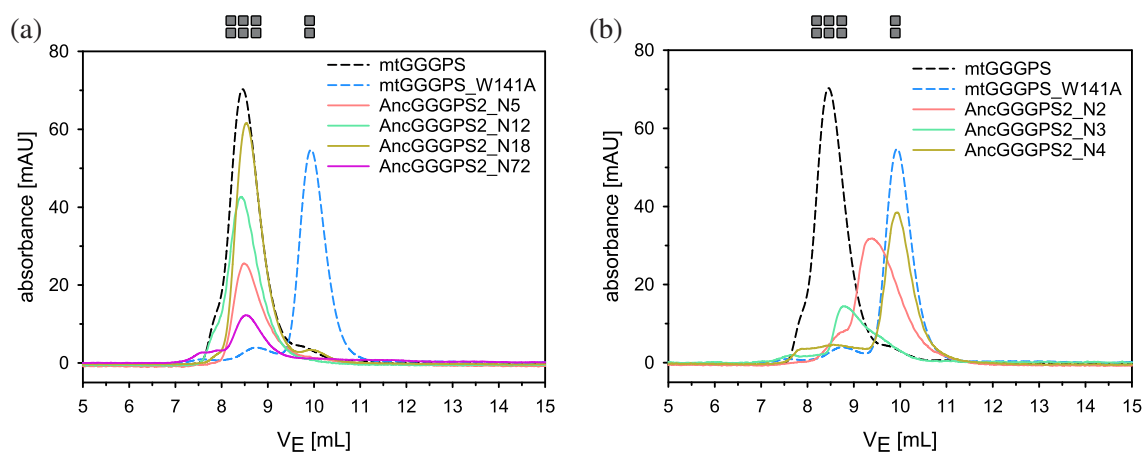 (a)
80
60
40
20
0
absorbance [mAU]
mtGGGPS
mtGGGPS_W141A
AncGGGPS2_N5
AncGGGPS2_N12
AncGGGPS2_N18
AncGGGPS2_N72
5 6 7 8 9 10 11 12 13 14 15
VE [mL]
(b)
80
60
40
20
0
absorbance [mAU]
mtGGGPS
mtGGGPS_W141A
AncGGGPS2_N2
AncGGGPS2_N3
AncGGGPS2_N4
5 6 7 8 9 10 11 12 13 14 15
VE [mL]